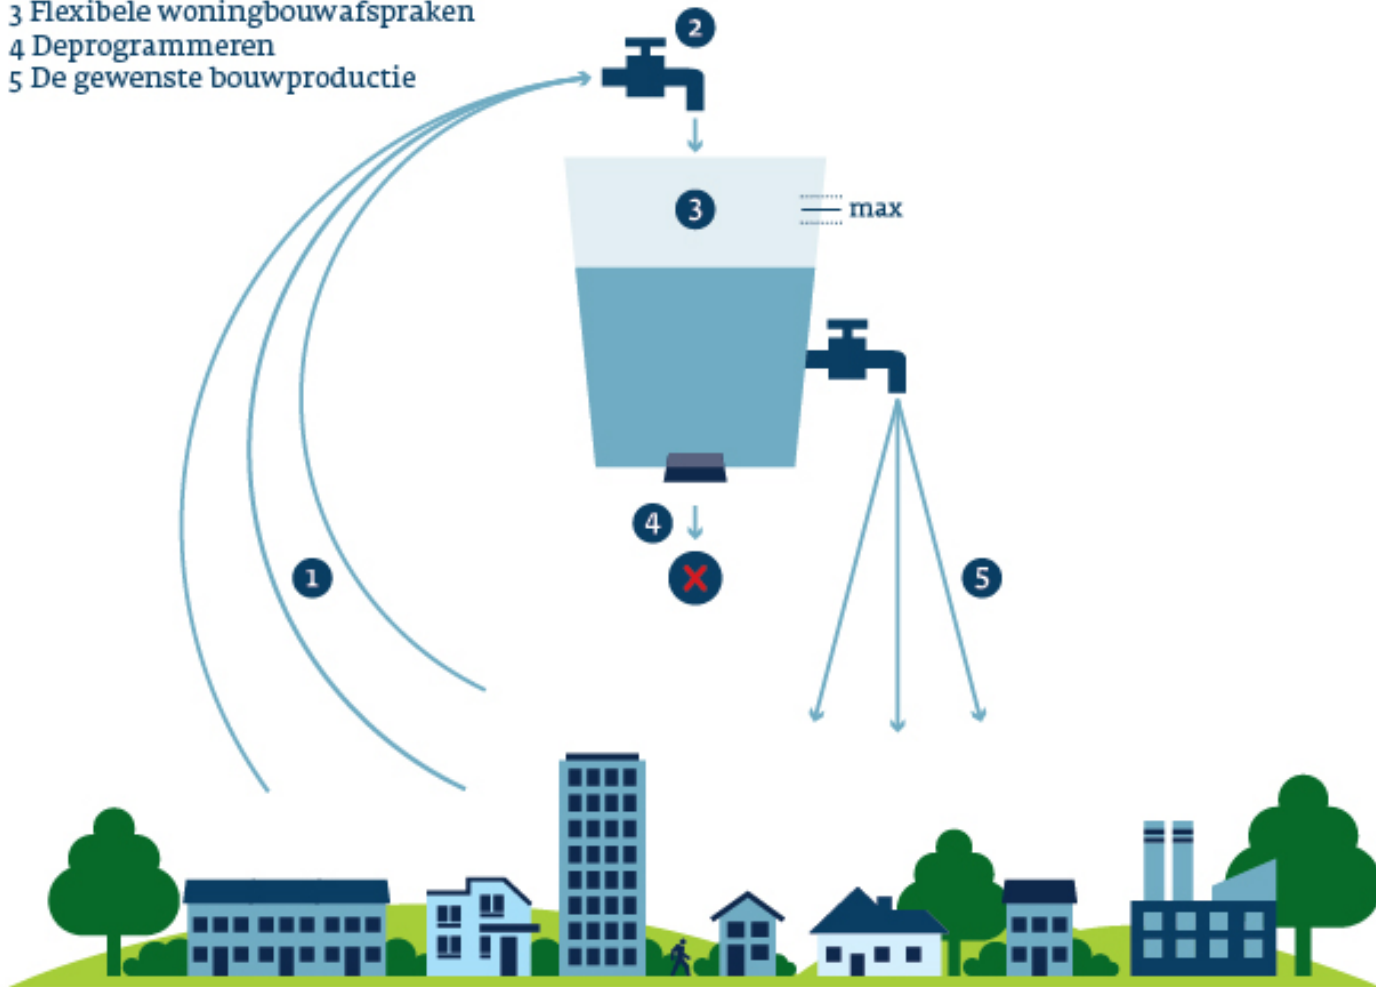 3 Flexibele woningbouwafspraken
4 Deprogrammeren
5 De gewenste bouwproductie
2
3
max
4
1
5